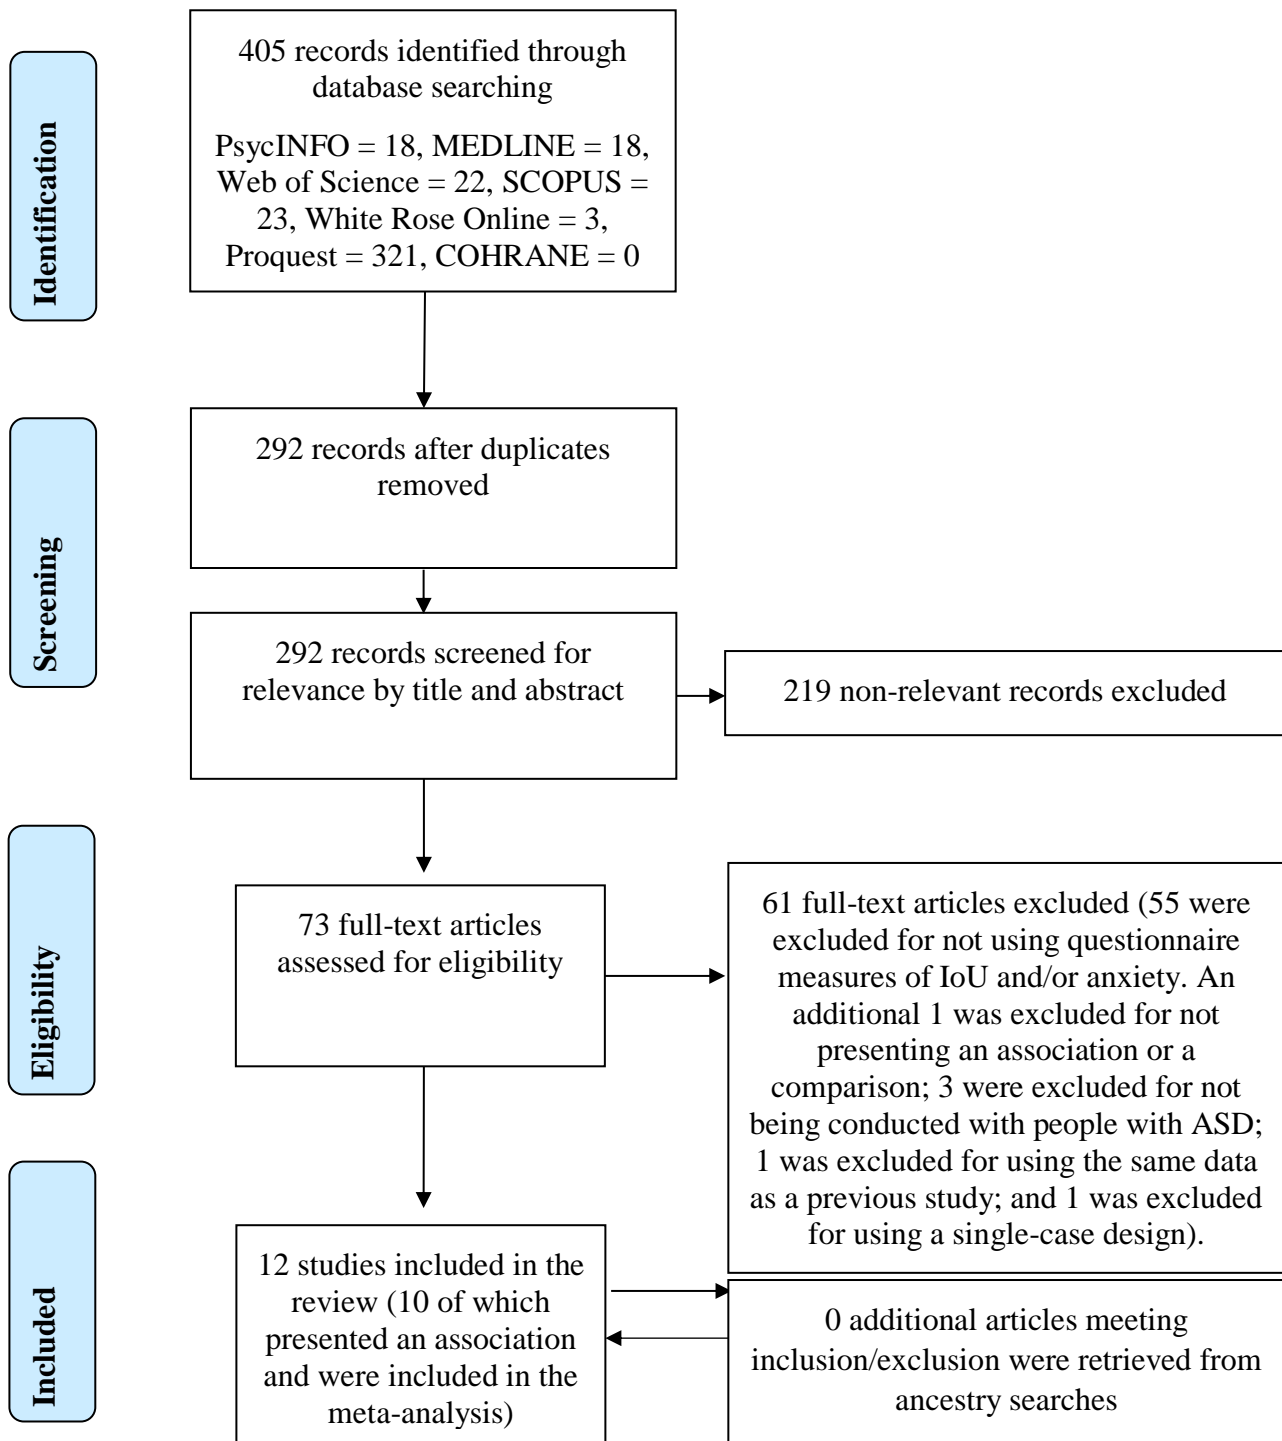 Identification
405 records identified through
database searching
PsycINFO = 18, MEDLINE = 18,
Web of Science = 22, SCOPUS =
23, White Rose Online = 3,
Proquest = 321, COHRANE = 0
Screening
292 records after duplicates
removed
292 records screened for
relevance by title and abstract
219 non-relevant records excluded
Eligibility
73 full-text articles
assessed for eligibility
61 full-text articles excluded (55 were
excluded for not using questionnaire
measures of IoU and/or anxiety. An
additional 1 was excluded for not
presenting an association or a
comparison; 3 were excluded for not
being conducted with people with ASD;
1 was excluded for using the same data
as a previous study; and 1 was excluded
for using a single-case design).
Included
12 studies included in the
review (10 of which
presented an association
and were included in the
meta-analysis)
0 additional articles meeting
inclusion/exclusion were retrieved from
ancestry searches